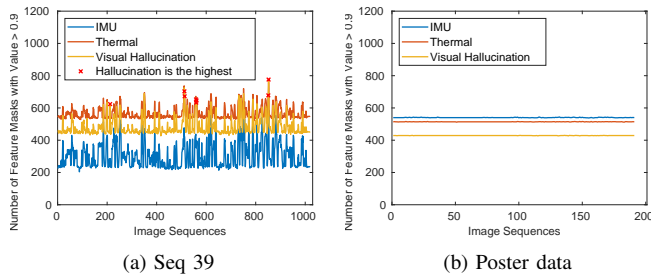 Number of Feature Masks with Value > 0.9
1200
1000
800
600
400
200
0
IMU
Thermal
Visual Hallucination
Hallucination is the highest
0 200 400 600 800 1000
Image Sequences
(a) Seq 39
Number of Feature Masks with Value > 0.9
1200
1000
800
600
400
200
0
IMU
Thermal
Visual Hallucination
0 50 100 150 200
Image Sequences
(b) Poster data